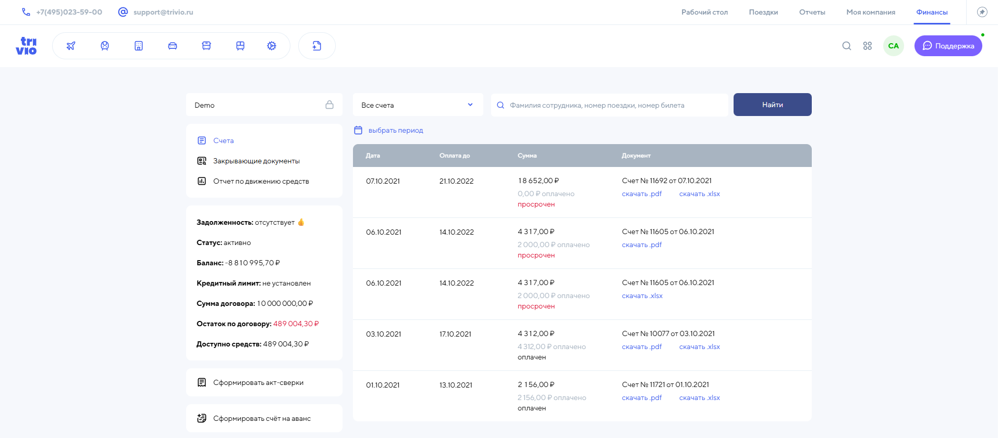 +7(495)023-59-00
support@trivio.ru
Рабочий стол
Поездки
Отчеты
Моя компания
Финансы
tri
vio
СА
Поддержка
Demo
Все счета
Фамилия сотрудника, номер поездки, номер билета
Найти
выбрать период
Счета
Закрывающие документы
Отчет по движению средств
Задолженность: отсутствует 👍
Статус: активно
Баланс: -8 810 995,70 ₽
Кредитный лимит: не установлен
Сумма договора: 10 000 000,00 ₽
Остаток по договору: 489 004,30 ₽
Доступно средств: 489 004,30 ₽
Сформировать акт-сверки
Сформировать счёт на аванс
Дата Оплата до Сумма Документ
07.10.2021 21.10.2022 18 652,00 ₽ Счет № 11692 от 07.10.2021
0,00 ₽ оплачено скачать .pdf скачать .xlsx
просрочен
06.10.2021 14.10.2022 4 317,00 ₽ Счет № 11605 от 06.10.2021
2 000,00 ₽ оплачено скачать .pdf
просрочен
06.10.2021 14.10.2022 4 317,00 ₽ Счет № 11605 от 06.10.2021
2 000,00 ₽ оплачено скачать .xlsx
просрочен
03.10.2021 17.10.2021 4 312,00 ₽ Счет № 10077 от 03.10.2021
4 312,00 ₽ оплачено скачать .pdf скачать .xlsx
оплачен
01.10.2021 13.10.2021 2 156,00 ₽ Счет № 11721 от 01.10.2021
2 156,00 ₽ оплачено скачать .pdf скачать .xlsx
оплачен